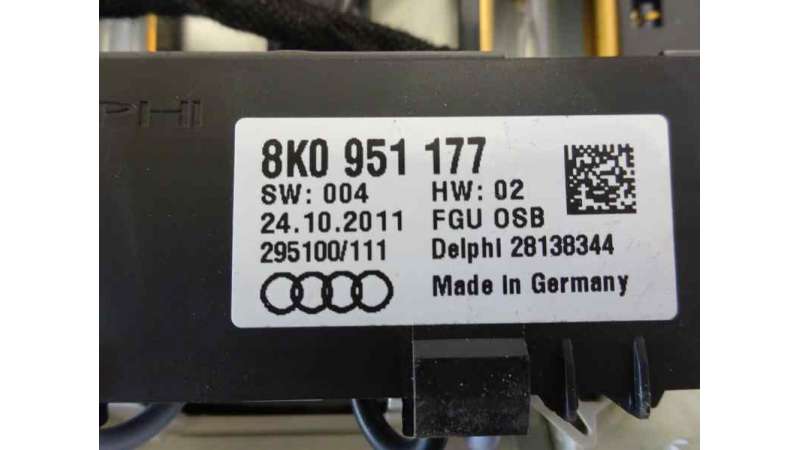 PHI
8K0 951 177
SW: 004 HW: 02
24.10.2011 FGU OSB
295100/111 Delphi 28138344
Made in Germany